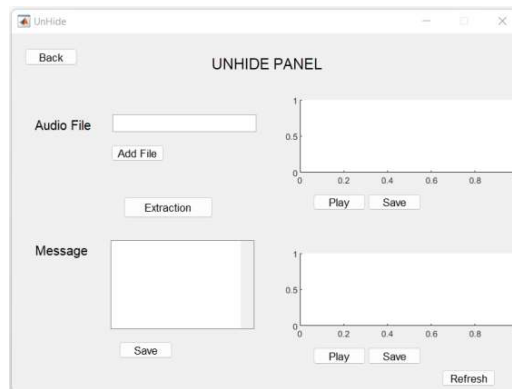 UnHide
Back
UNHIDE PANEL
Audio File
Add File
Extraction
Message
Save
1
0.5
0
0 0.2 0.4 0.6 0.8
Play Save
1
0.5
0
0 0.2 0.4 0.6 0.8
Play Save
Refresh